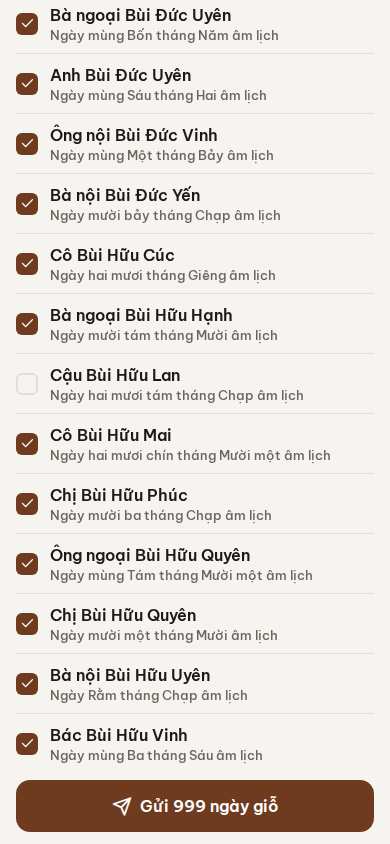 Bà ngoại Bùi Đức Uyên
Ngày mùng Bốn tháng Năm âm lịch
Anh Bùi Đức Uyên
Ngày mùng Sáu tháng Hai âm lịch
Ông nội Bùi Đức Vinh
Ngày mùng Một tháng Bảy âm lịch
Bà nội Bùi Đức Yến
Ngày mười bảy tháng Chạp âm lịch
Cô Bùi Hữu Cúc
Ngày hai mươi tháng Giêng âm lịch
Bà ngoại Bùi Hữu Hạnh
Ngày mười tám tháng Mười âm lịch
Cậu Bùi Hữu Lan
Ngày hai mươi tám tháng Chạp âm lịch
Cô Bùi Hữu Mai
Ngày hai mươi chín tháng Mười một âm lịch
Chị Bùi Hữu Phúc
Ngày mười ba tháng Chạp âm lịch
Ông ngoại Bùi Hữu Quyên
Ngày mùng Tám tháng Mười một âm lịch
Chị Bùi Hữu Quyên
Ngày mười một tháng Mười âm lịch
Bà nội Bùi Hữu Uyên
Ngày Rằm tháng Chạp âm lịch
Bác Bùi Hữu Vinh
Ngày mùng Ba tháng Sáu âm lịch
Gửi 999 ngày giỗ